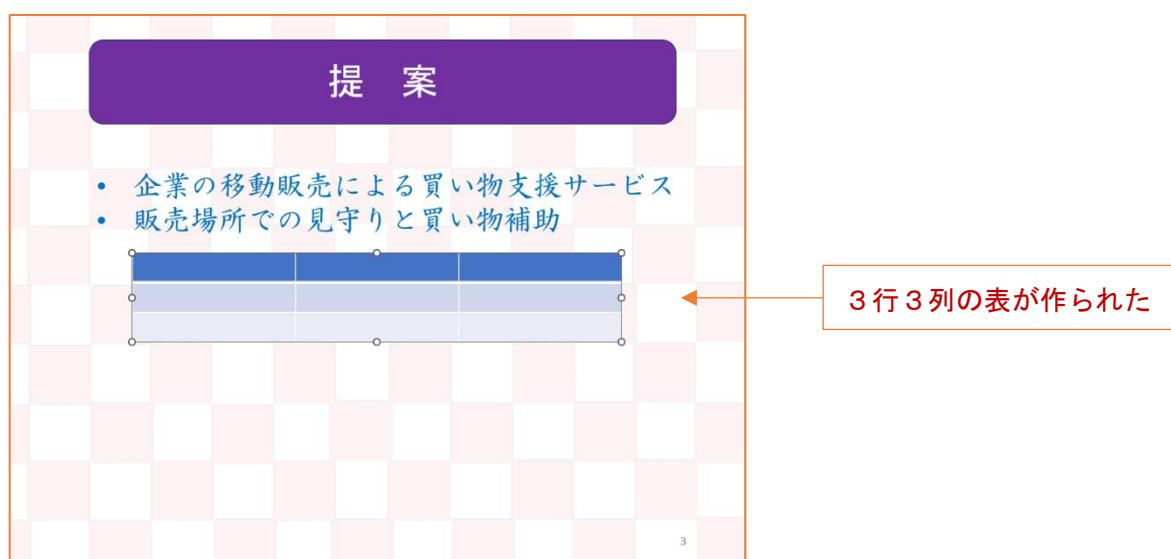 提　案
• 企業の移動販売による買い物支援サービス
• 販売場所での見守りと買い物補助
３行３列の表が作られた
3